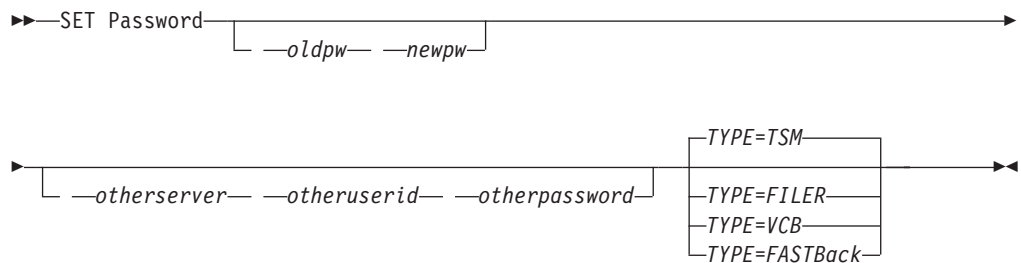 SET Password
oldpw newpw
TYPE=TSM
otherserver otheruserid otherpassword
TYPE=FILER
TYPE=VCB
TYPE=FASTBack